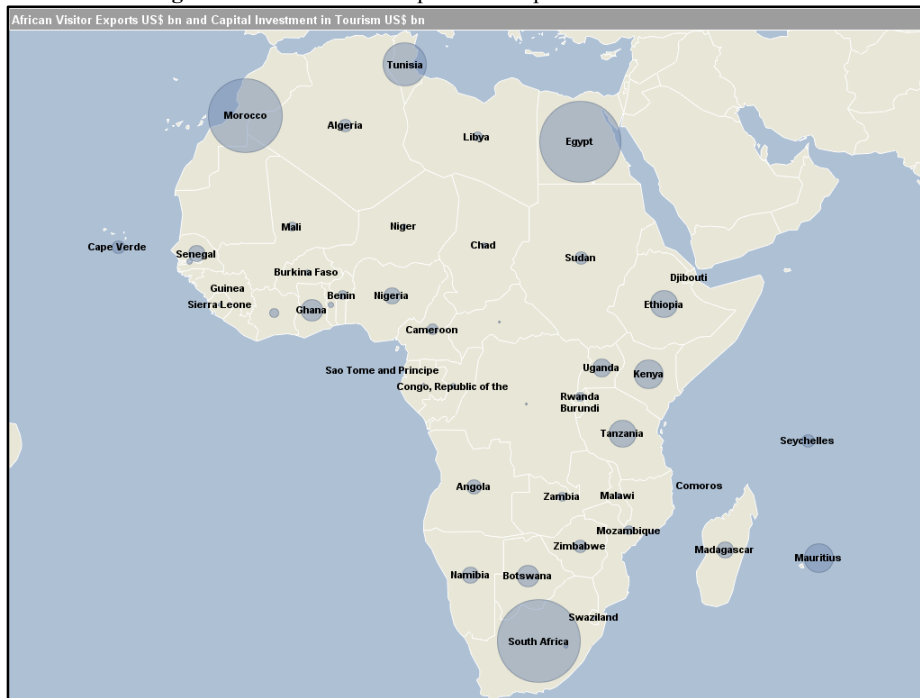 African Visitor Exports US$ bn and Capital Investment in Tourism US$ bn
Tunisia
Morocco
Algeria
Libya
Egypt
Mali
Niger
Chad
Cape Verde
Senegal
Sudan
Burkina Faso
Djibouti
Guinea
Benin
Nigeria
Sierra Leone
Ghana
Ethiopia
Cameroon
Sao Tome and Principe
Uganda
Kenya
Congo, Republic of the
Rwanda
Burundi
Tanzania
Seychelles
Angola
Zambia
Malawi
Comoros
Mozambique
Zimbabwe
Madagascar
Mauritius
Namibia
Botswana
Swaziland
South Africa